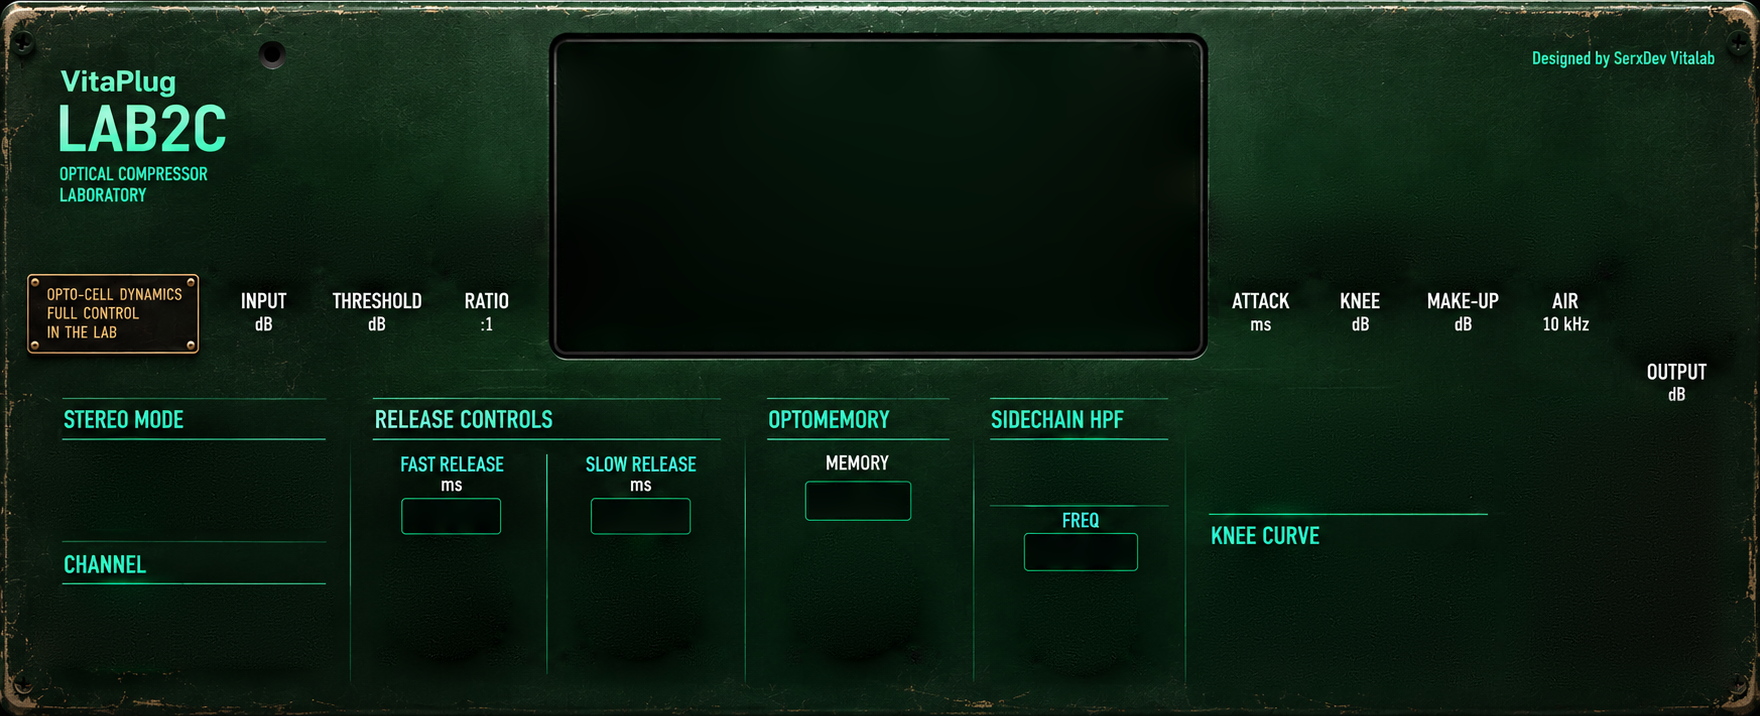 VitaPlug
LAB2C
OPTICAL COMPRESSOR
LABORATORY
Designed by SerxDev Vitalab
OPTO-CELL DYNAMICS
FULL CONTROL
IN THE LAB
INPUT
dB
THRESHOLD
dB
RATIO
:1
ATTACK
ms
KNEE
dB
MAKE-UP
dB
AIR
10 kHz
OUTPUT
dB
STEREO MODE
CHANNEL
RELEASE CONTROLS
FAST RELEASE
ms
SLOW RELEASE
ms
OPTOMEMORY
MEMORY
SIDECHAIN HPF
FREQ
KNEE CURVE